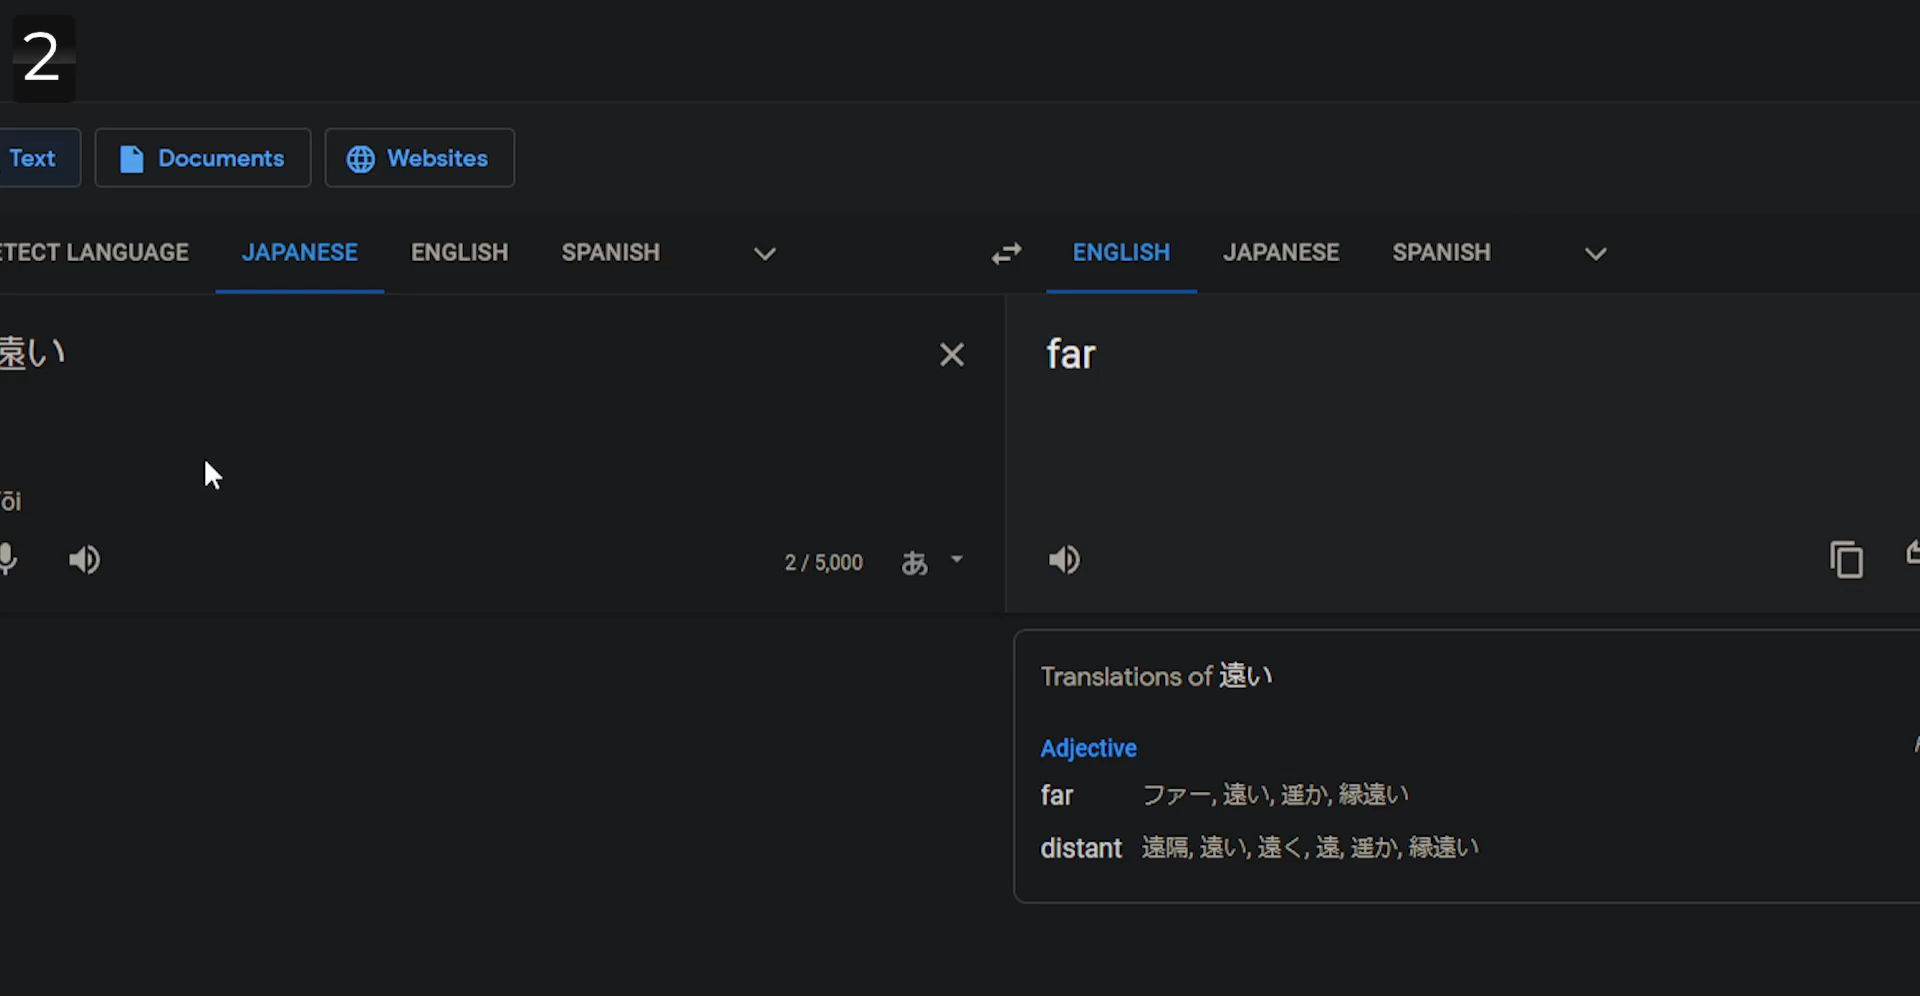 2
Text Documents Websites
ETECT LANGUAGE JAPANESE ENGLISH SPANISH ENGLISH JAPANESE SPANISH
遠い far
ōi
2 / 5,000 あ
Translations of 遠い
Adjective
far ファー, 遠い, 遥か, 縁遠い
distant 遠隔, 遠い, 遠く, 遠, 遥か, 縁遠い